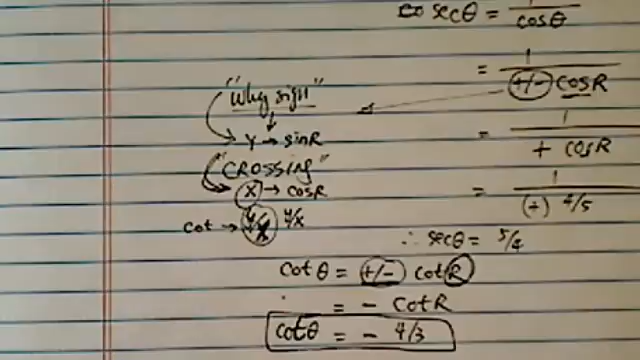 secθ = 1/cosθ
= 1/(+/-) cosR
"Why sign"
y → sinR
= 1/+ cosR
"CROSSING"
x → cosR
= 1/(+) 4/5
cot → y/x
∴ secθ = 5/4
cotθ = (+/-) cotR
= - cotR
cotθ = - 4/3